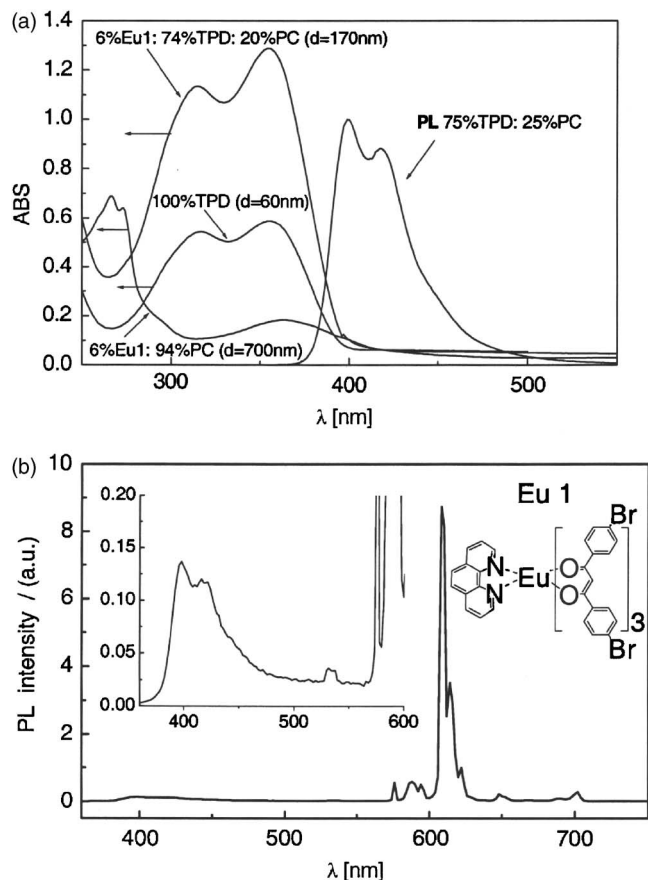 (a)
1.4
1.2
1.0
0.8
0.6
0.4
0.2
0.0
ABS
6%Eu1: 74%TPD: 20%PC (d=170nm)
PL 75%TPD: 25%PC
100%TPD (d=60nm)
6%Eu1: 94%PC (d=700nm)
300
400
500
λ [nm]
(b)
10
8
6
4
2
0
PL intensity / (a.u.)
0.20
0.15
0.10
0.05
0.00
400
500
600
Eu 1
Br
N
N
Eu
O
O
3
Br
400
500
600
700
λ [nm]